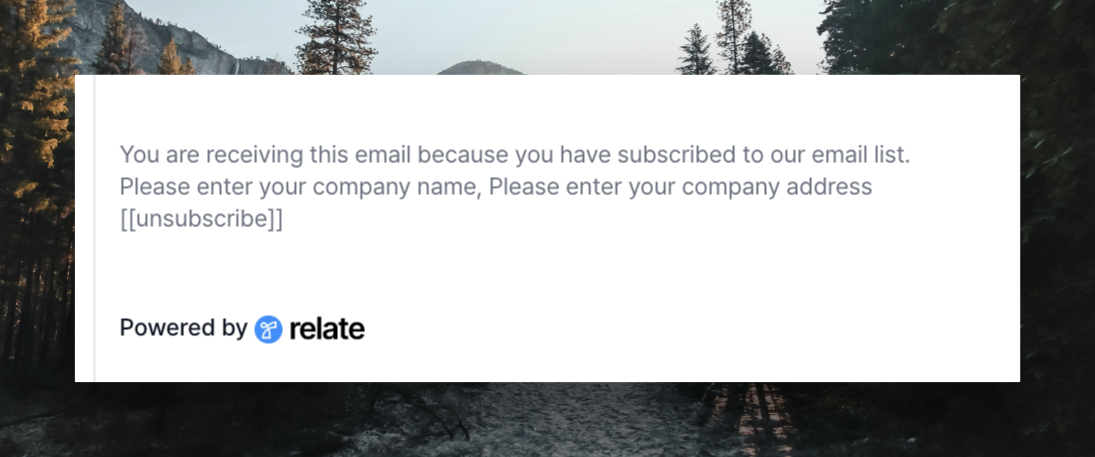 You are receiving this email because you have subscribed to our email list.
Please enter your company name, Please enter your company address
[[unsubscribe]]
Powered by relate